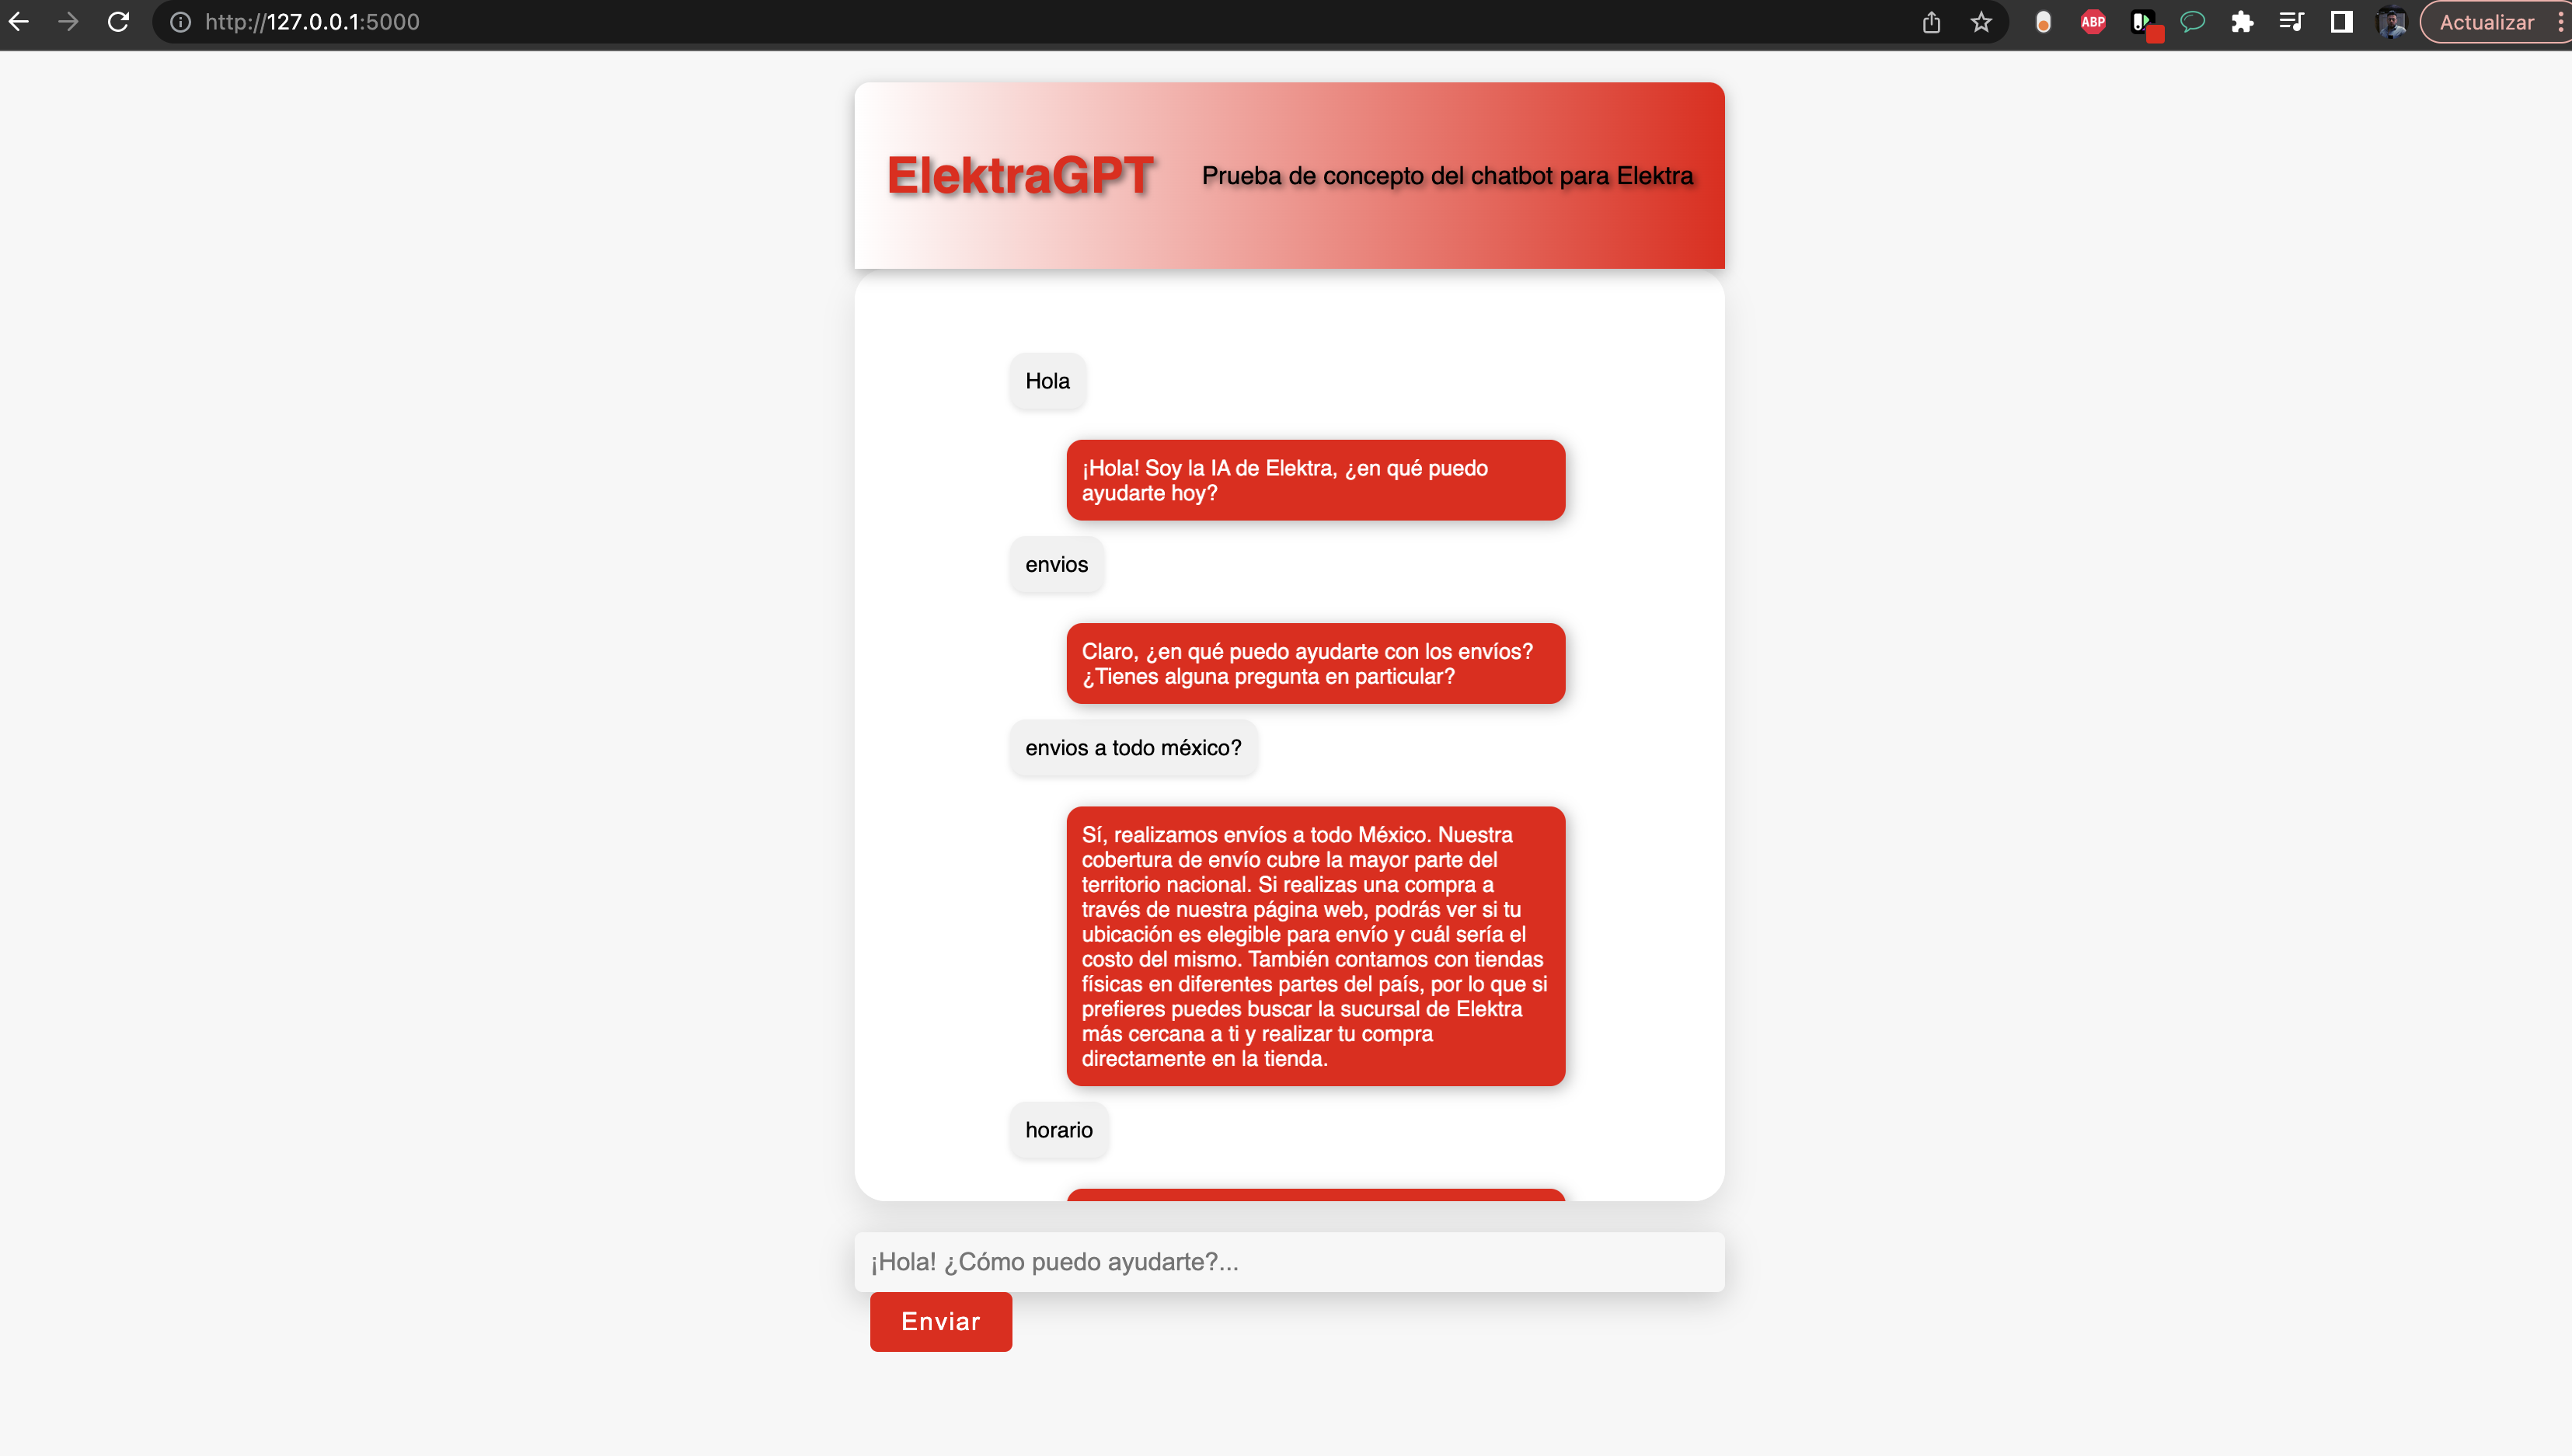 http://127.0.0.1:5000
ABP
Actualizar
ElektraGPT
Prueba de concepto del chatbot para Elektra
Hola
¡Hola! Soy la IA de Elektra, ¿en qué puedo
ayudarte hoy?
envios
Claro, ¿en qué puedo ayudarte con los envíos?
¿Tienes alguna pregunta en particular?
envios a todo méxico?
Sí, realizamos envíos a todo México. Nuestra
cobertura de envío cubre la mayor parte del
territorio nacional. Si realizas una compra a
través de nuestra página web, podrás ver si tu
ubicación es elegible para envío y cuál sería el
costo del mismo. También contamos con tiendas
físicas en diferentes partes del país, por lo que si
prefieres puedes buscar la sucursal de Elektra
más cercana a ti y realizar tu compra
directamente en la tienda.
horario
¡Hola! ¿Cómo puedo ayudarte?...
Enviar